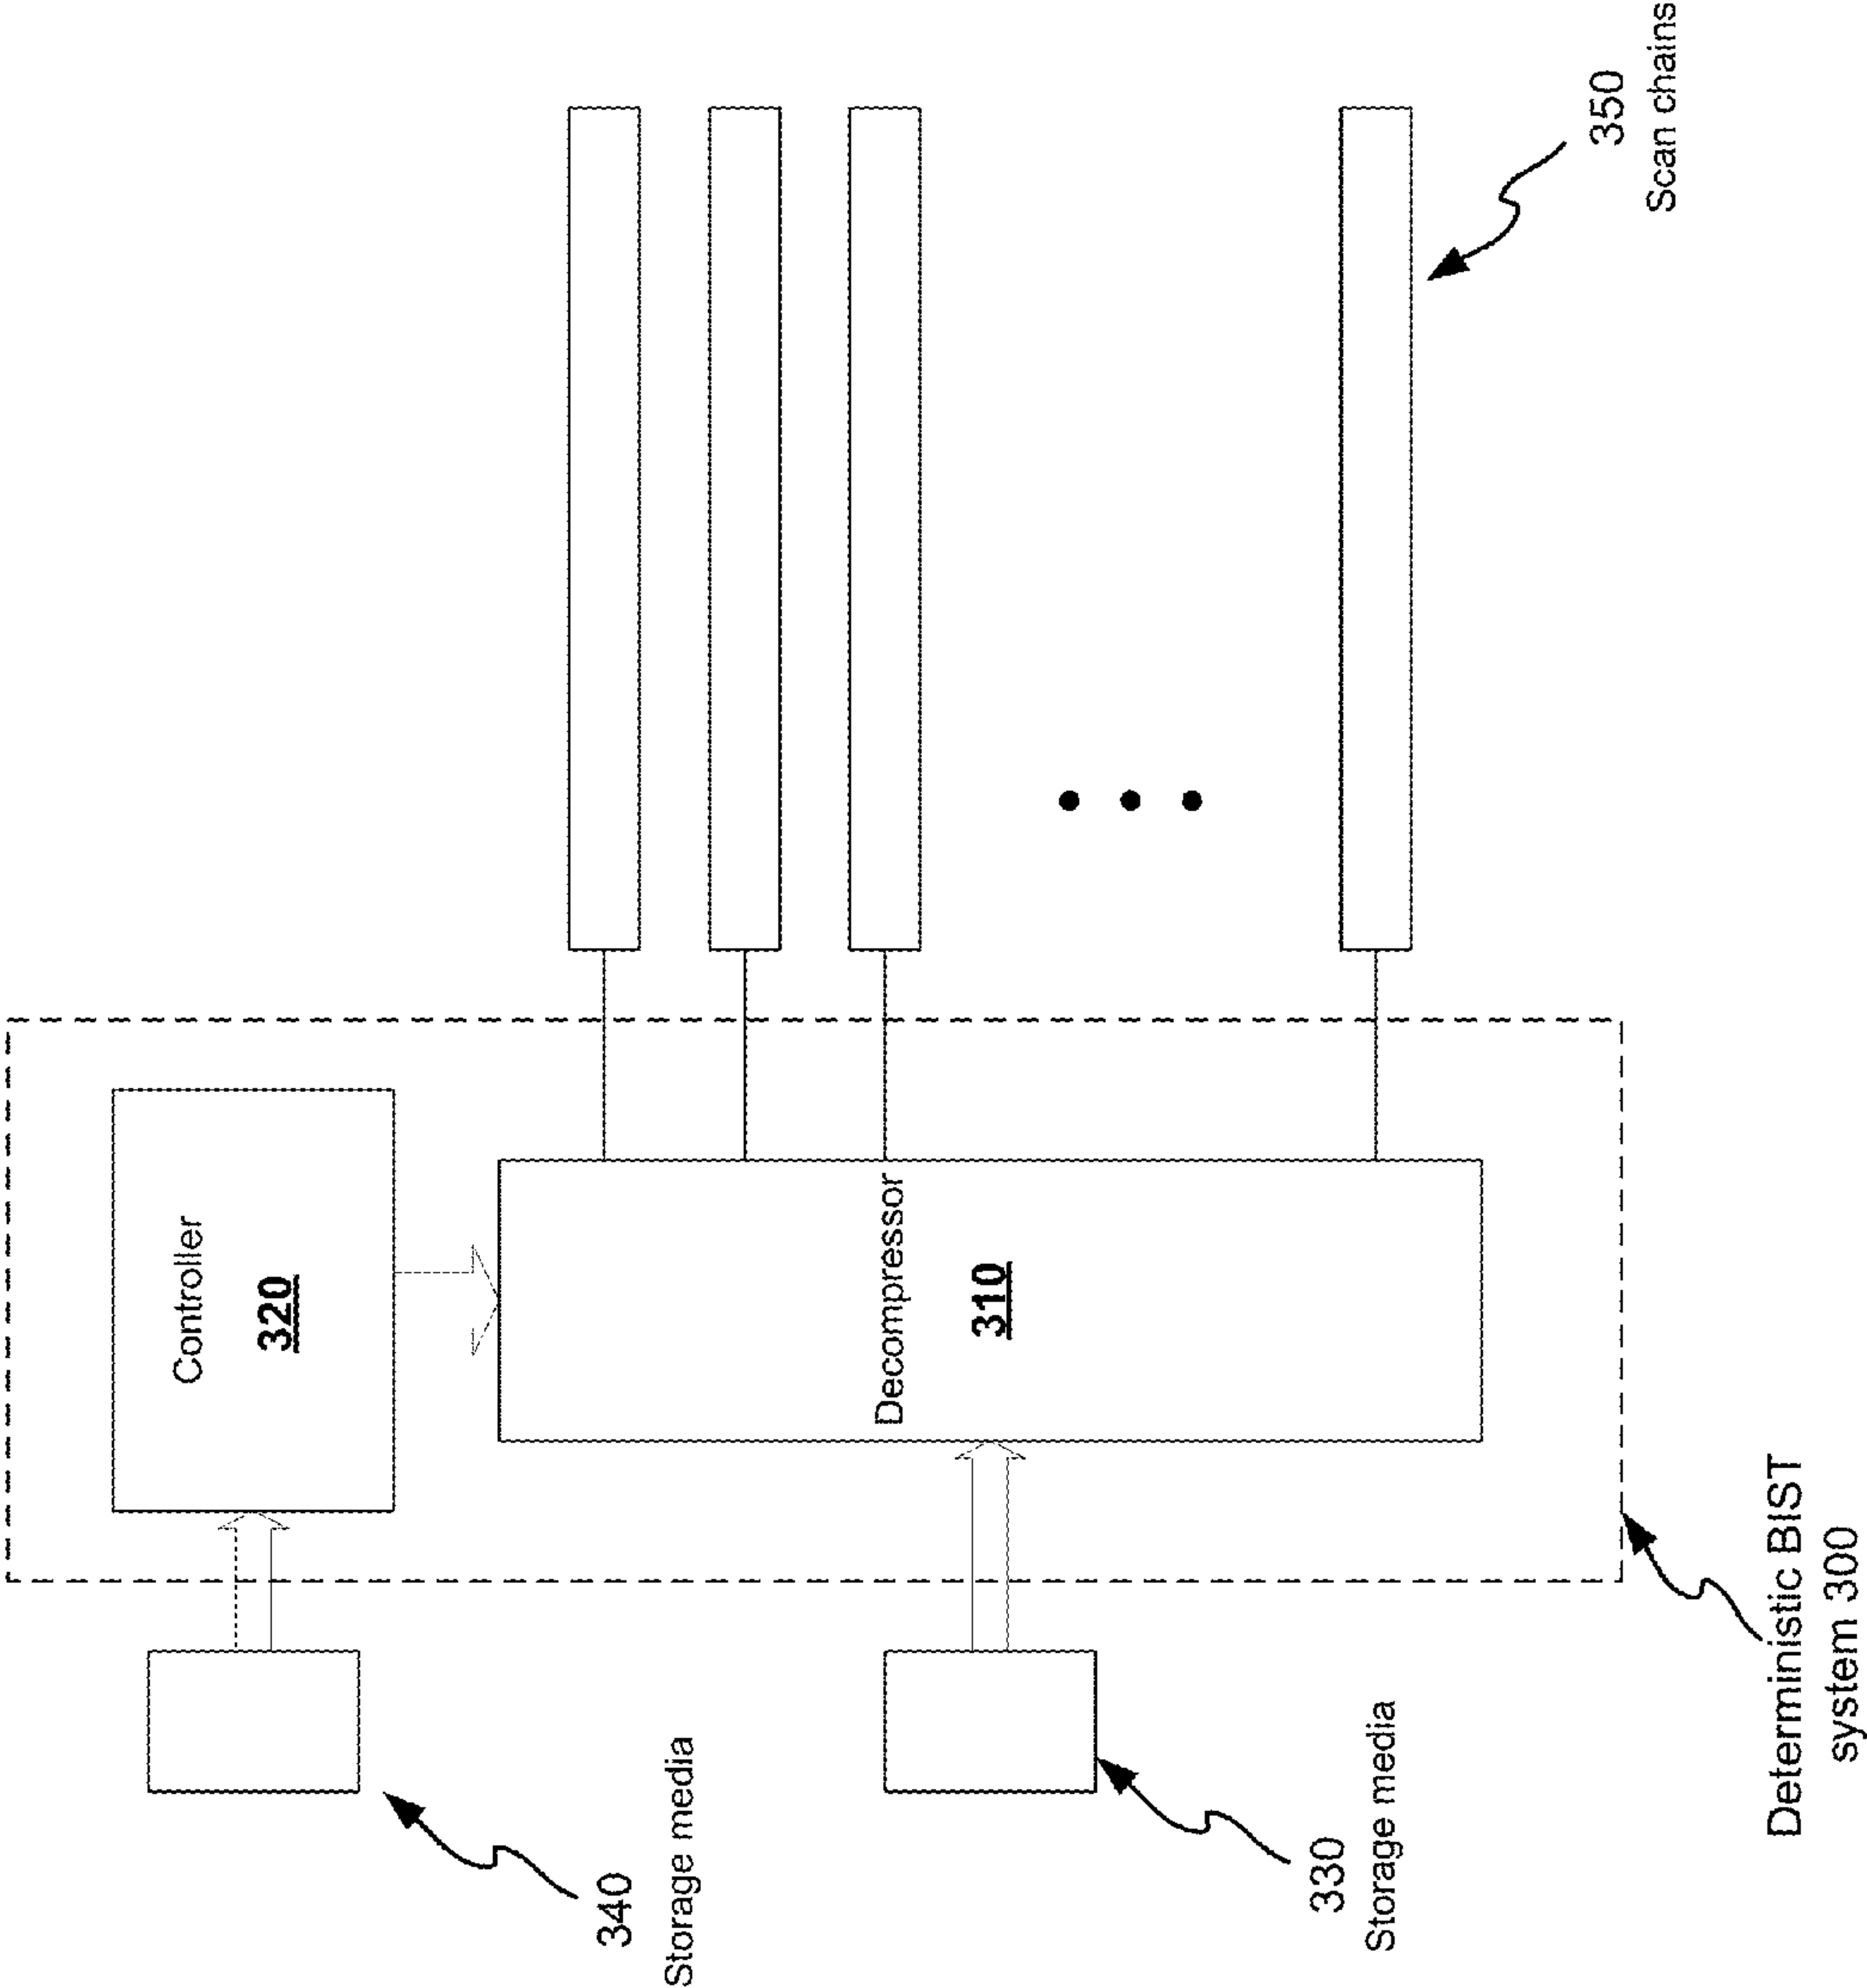 Controller
320
Decompressor
310
340
Storage media
330
Storage media
350
Scan chains
Deterministic BIST
system 300